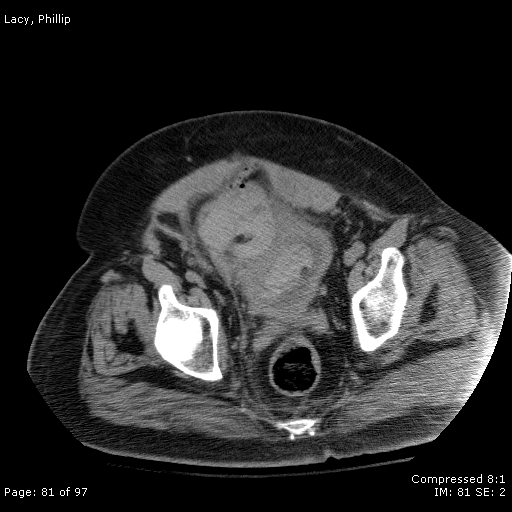 Lacy, Phillip
Compressed 8:1
Page: 81 of 97
IM: 81 SE: 2